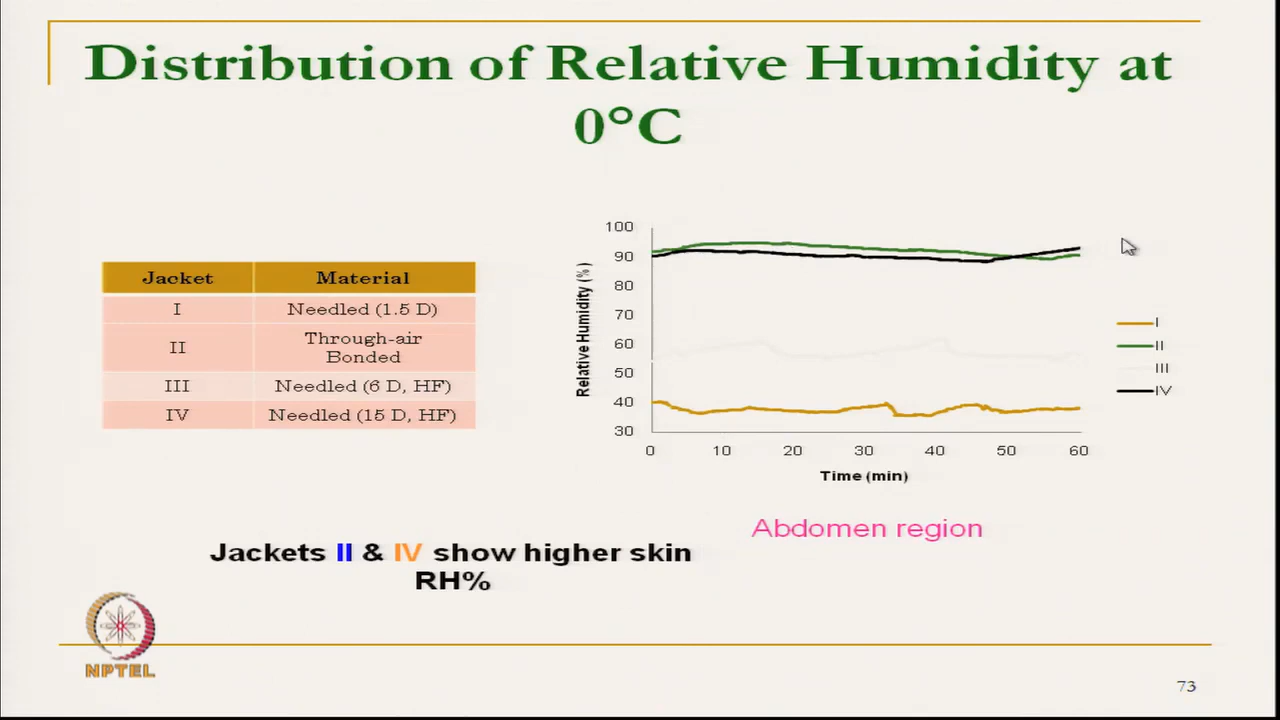 Distribution of Relative Humidity at
0°C
Jacket Material
I Needled (1.5 D)
II Through-air
Bonded
III Needled (6 D, HF)
IV Needled (15 D, HF)
Relative Humidity (%)
100
90
80
70
60
50
40
30
0 10 20 30 40 50 60
Time (min)
I
II
III
IV
Abdomen region
Jackets II & IV show higher skin
RH%
NPTEL
73